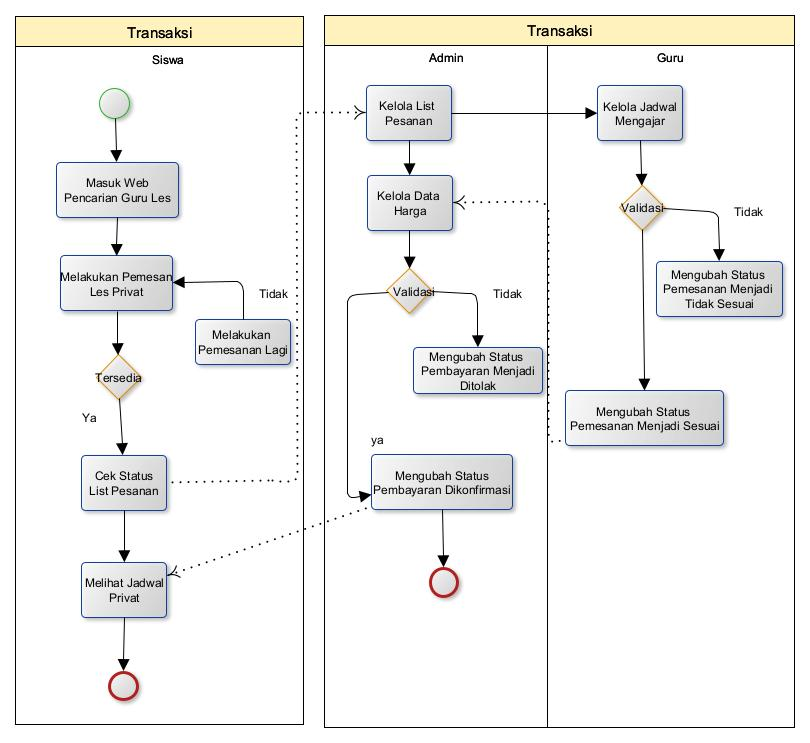 Transaksi
Siswa
Masuk Web
Pencarian Guru Les
Melakukan Pemesan
Les Privat
Tidak
Melakukan
Pemesanan Lagi
Tersedia
Ya
Cek Status
List Pesanan
Melihat Jadwal
Privat
Transaksi
Admin
Guru
Kelola List
Pesanan
Kelola Data
Harga
Validasi
Tidak
Mengubah Status
Pembayaran Menjadi
Ditolak
ya
Mengubah Status
Pembayaran Dikonfirmasi
Kelola Jadwal
Mengajar
Validasi
Tidak
Mengubah Status
Pemesanan Menjadi
Tidak Sesuai
Mengubah Status
Pemesanan Menjadi Sesuai